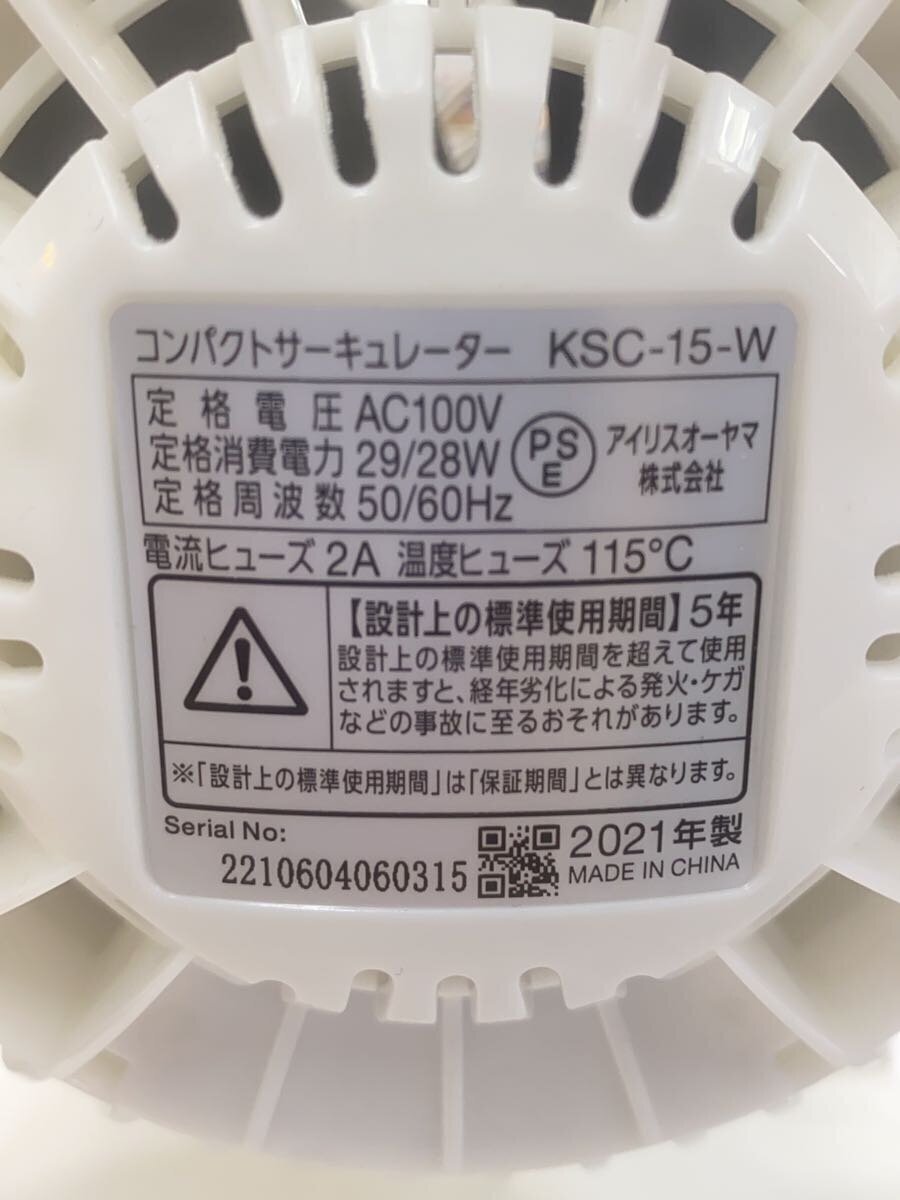 コンパクトサーキュレーター KSC-15-W
定格電圧 AC100V
定格消費電力 29/28W
定格周波数 50/60Hz
PS
E
アイリスオーヤマ
株式会社
電流ヒューズ 2A 温度ヒューズ 115°C
【設計上の標準使用期間】5年
設計上の標準使用期間を超えて使用
されますと、経年劣化による発火・ケガ
などの事故に至るおそれがあります。
※「設計上の標準使用期間」は「保証期間」とは異なります。
Serial No:
2210604060315
2021年製
MADE IN CHINA